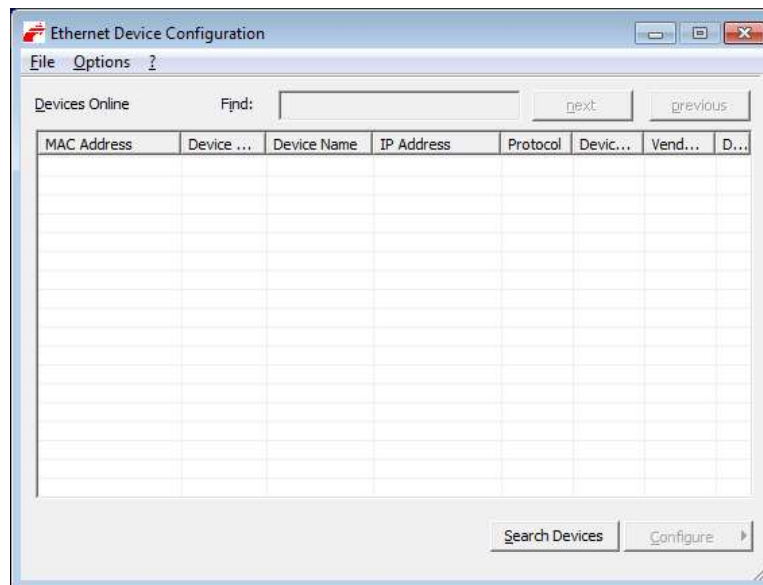 Ethernet Device Configuration
File Options ?
Devices Online Find: next previous
MAC Address Device ... Device Name IP Address Protocol Devic... Vend... D...
Search Devices Configure